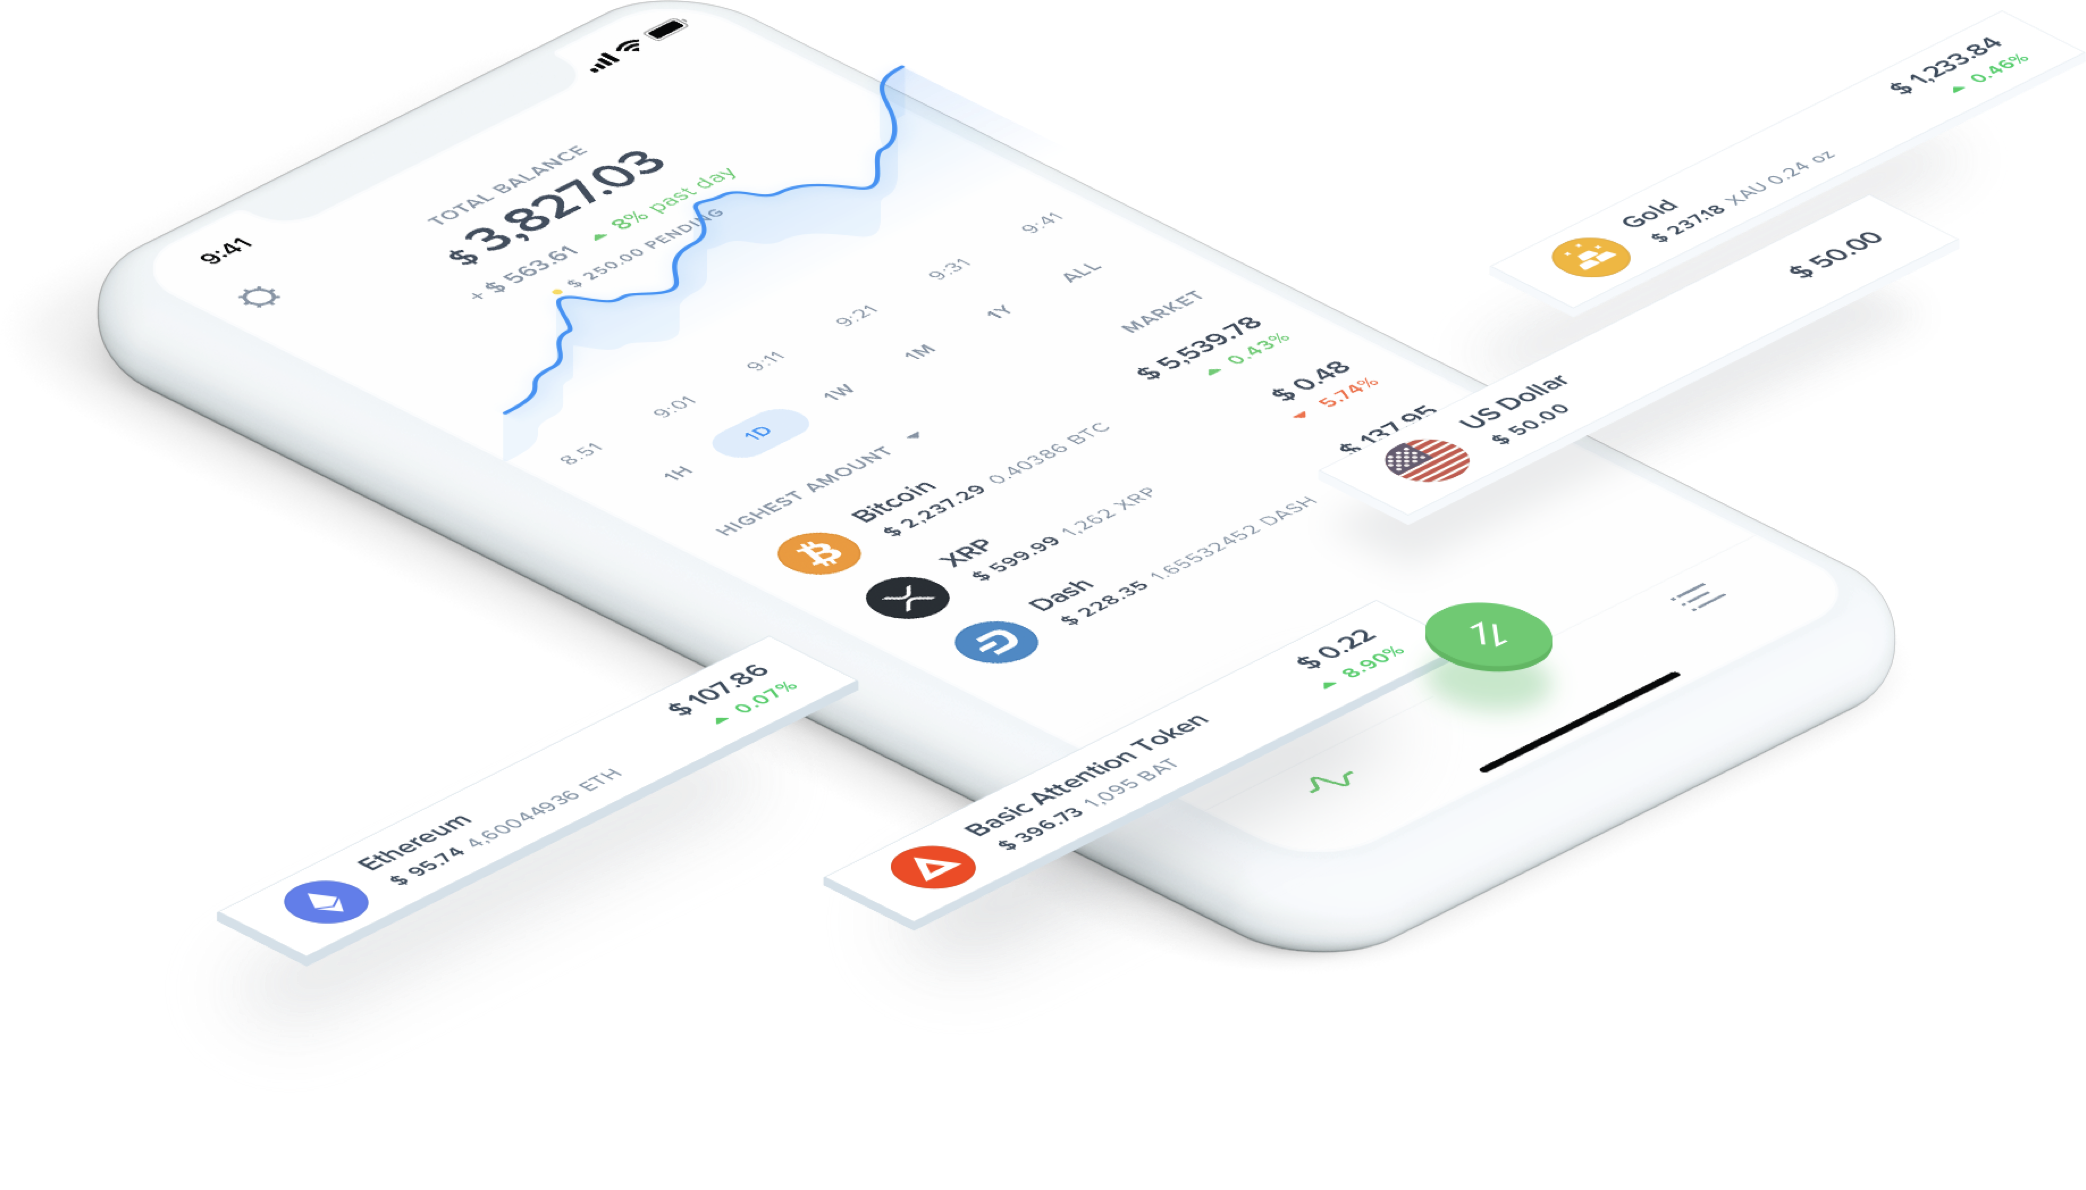 9:41
TOTAL BALANCE
$ 3,827.03
+ $ 563.61 8% past day
$ 250.00 PENDING
8:51 9:01 9:11 9:21 9:31 9:41
1H 1D 1W 1M 1Y ALL
HIGHEST AMOUNT MARKET
Bitcoin $ 5,539.78
$ 2,237.29 0.40386 BTC 0.43%
XRP $ 0.48
$ 599.99 1,262 XRP 5.74%
Dash $ 137.95
$ 228.35 1.65532452 DASH
Gold $ 1,233.84
$ 237.18 XAU 0.24 oz 0.46%
US Dollar $ 50.00
$ 50.00
Ethereum $ 107.86
$ 95.74 4,60044936 ETH 0.07%
Basic Attention Token $ 0.22
$ 396.73 1,095 BAT 8.90%